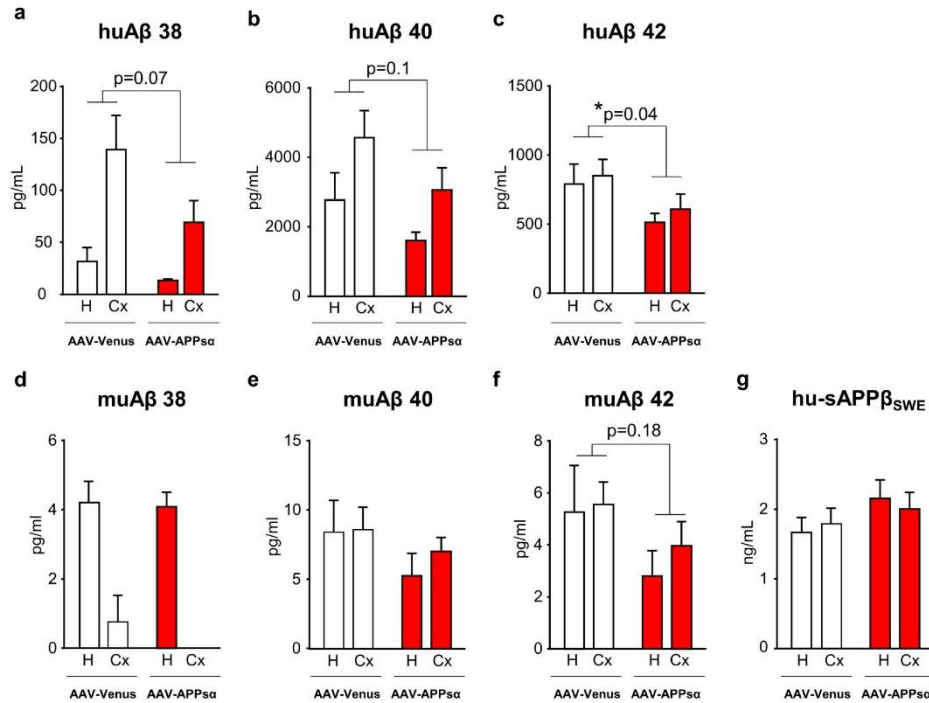 a
huAβ 38
p=0.07
200
150
100
50
0
pg/mL
H Cx H Cx
AAV-Venus AAV-APPsα
b
huAβ 40
p=0.1
6000
4000
2000
0
pg/mL
H Cx H Cx
AAV-Venus AAV-APPsα
c
huAβ 42
*p=0.04
1500
1000
500
0
pg/mL
H Cx H Cx
AAV-Venus AAV-APPsα
d
muAβ 38
6
4
2
0
pg/ml
H Cx H Cx
AAV-Venus AAV-APPsα
e
muAβ 40
15
10
5
0
pg/ml
H Cx H Cx
AAV-Venus AAV-APPsα
f
muAβ 42
p=0.18
8
6
4
2
0
pg/ml
H Cx H Cx
AAV-Venus AAV-APPsα
g
hu-sAPPβSWE
3
2
1
0
ng/mL
H Cx H Cx
AAV-Venus AAV-APPsα